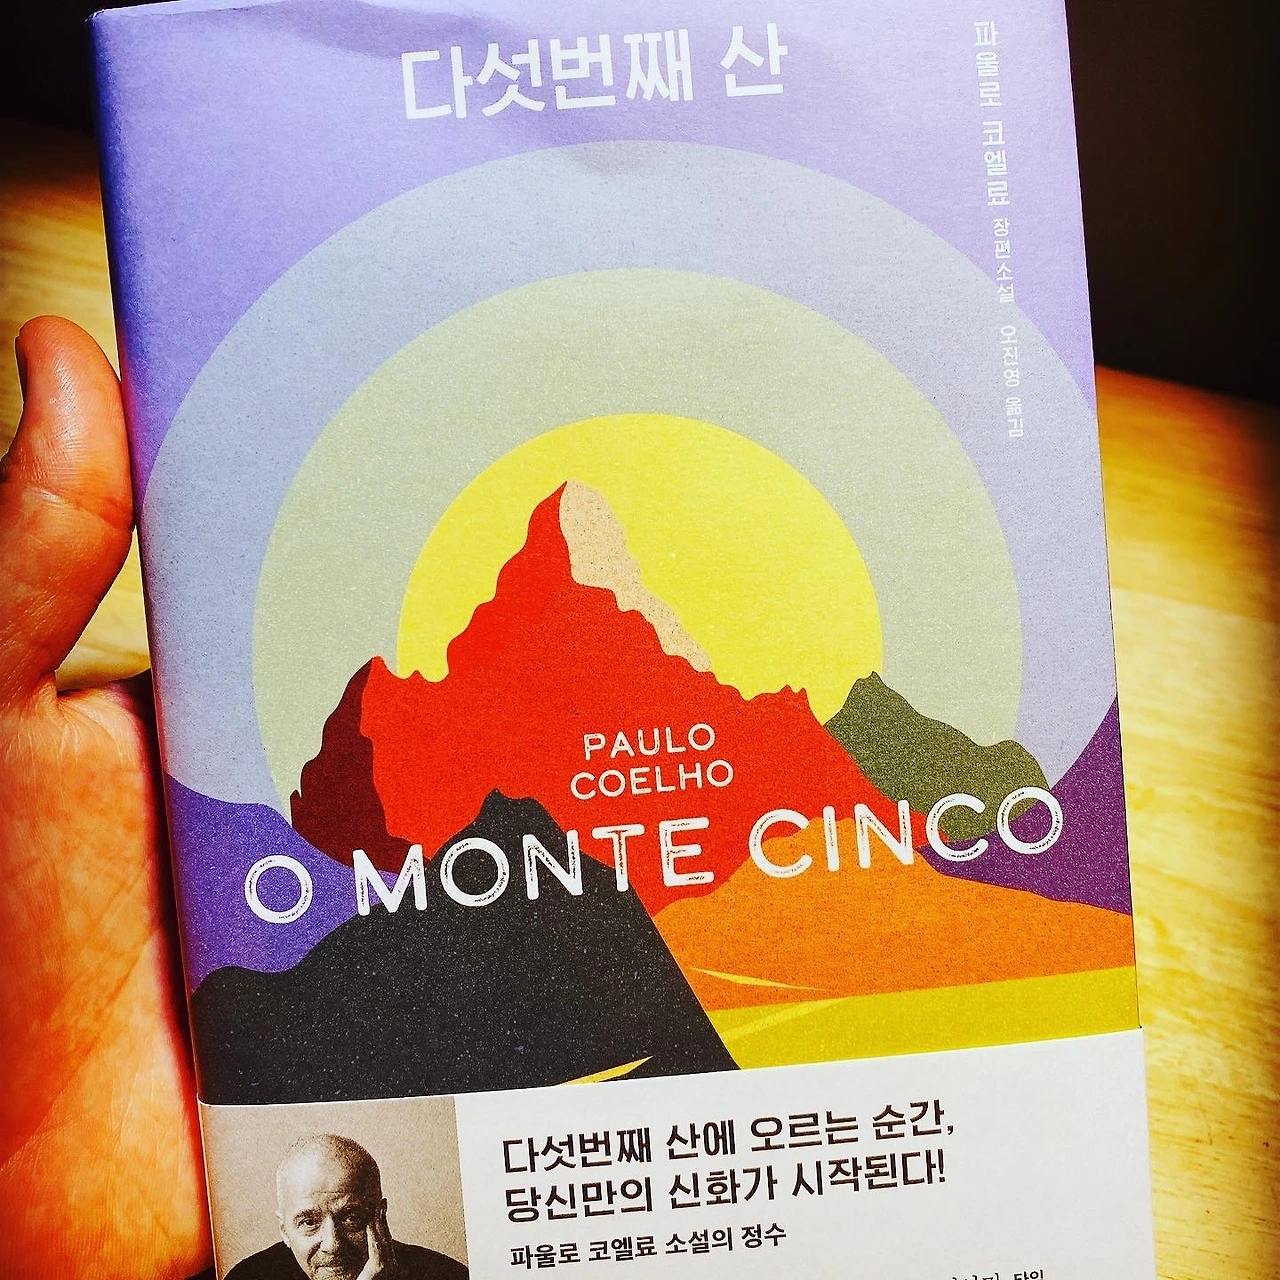 다섯번째 산
파울로 코엘료 장편소설 오진영 옮김
PAULO
COELHO
O MONTE CINCO
다섯번째 산에 오르는 순간,
당신만의 신화가 시작된다!
파울로 코엘료 소설의 정수